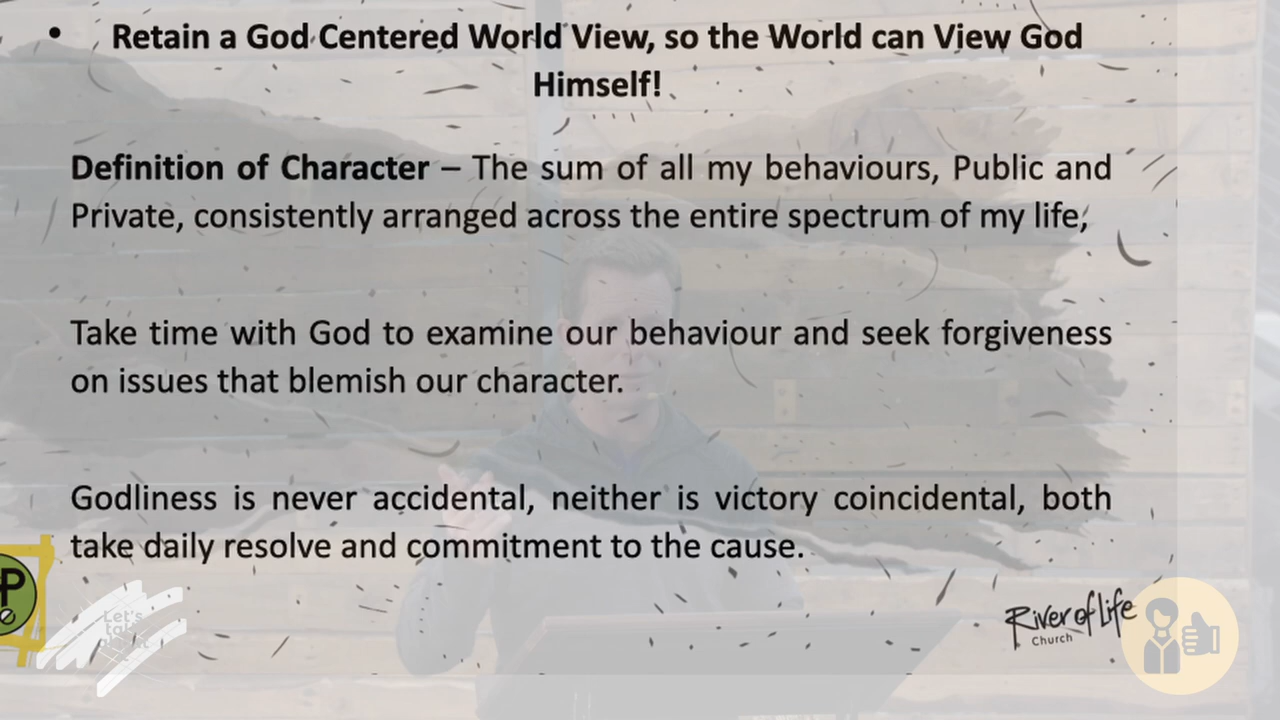 • Retain a God Centered World View, so the World can View God
Himself!
Definition of Character – The sum of all my behaviours, Public and
Private, consistently arranged across the entire spectrum of my life,
Take time with God to examine our behaviour and seek forgiveness
on issues that blemish our character.
Godliness is never accidental, neither is victory coincidental, both
take daily resolve and commitment to the cause.
P
Let's
River of Life
Church